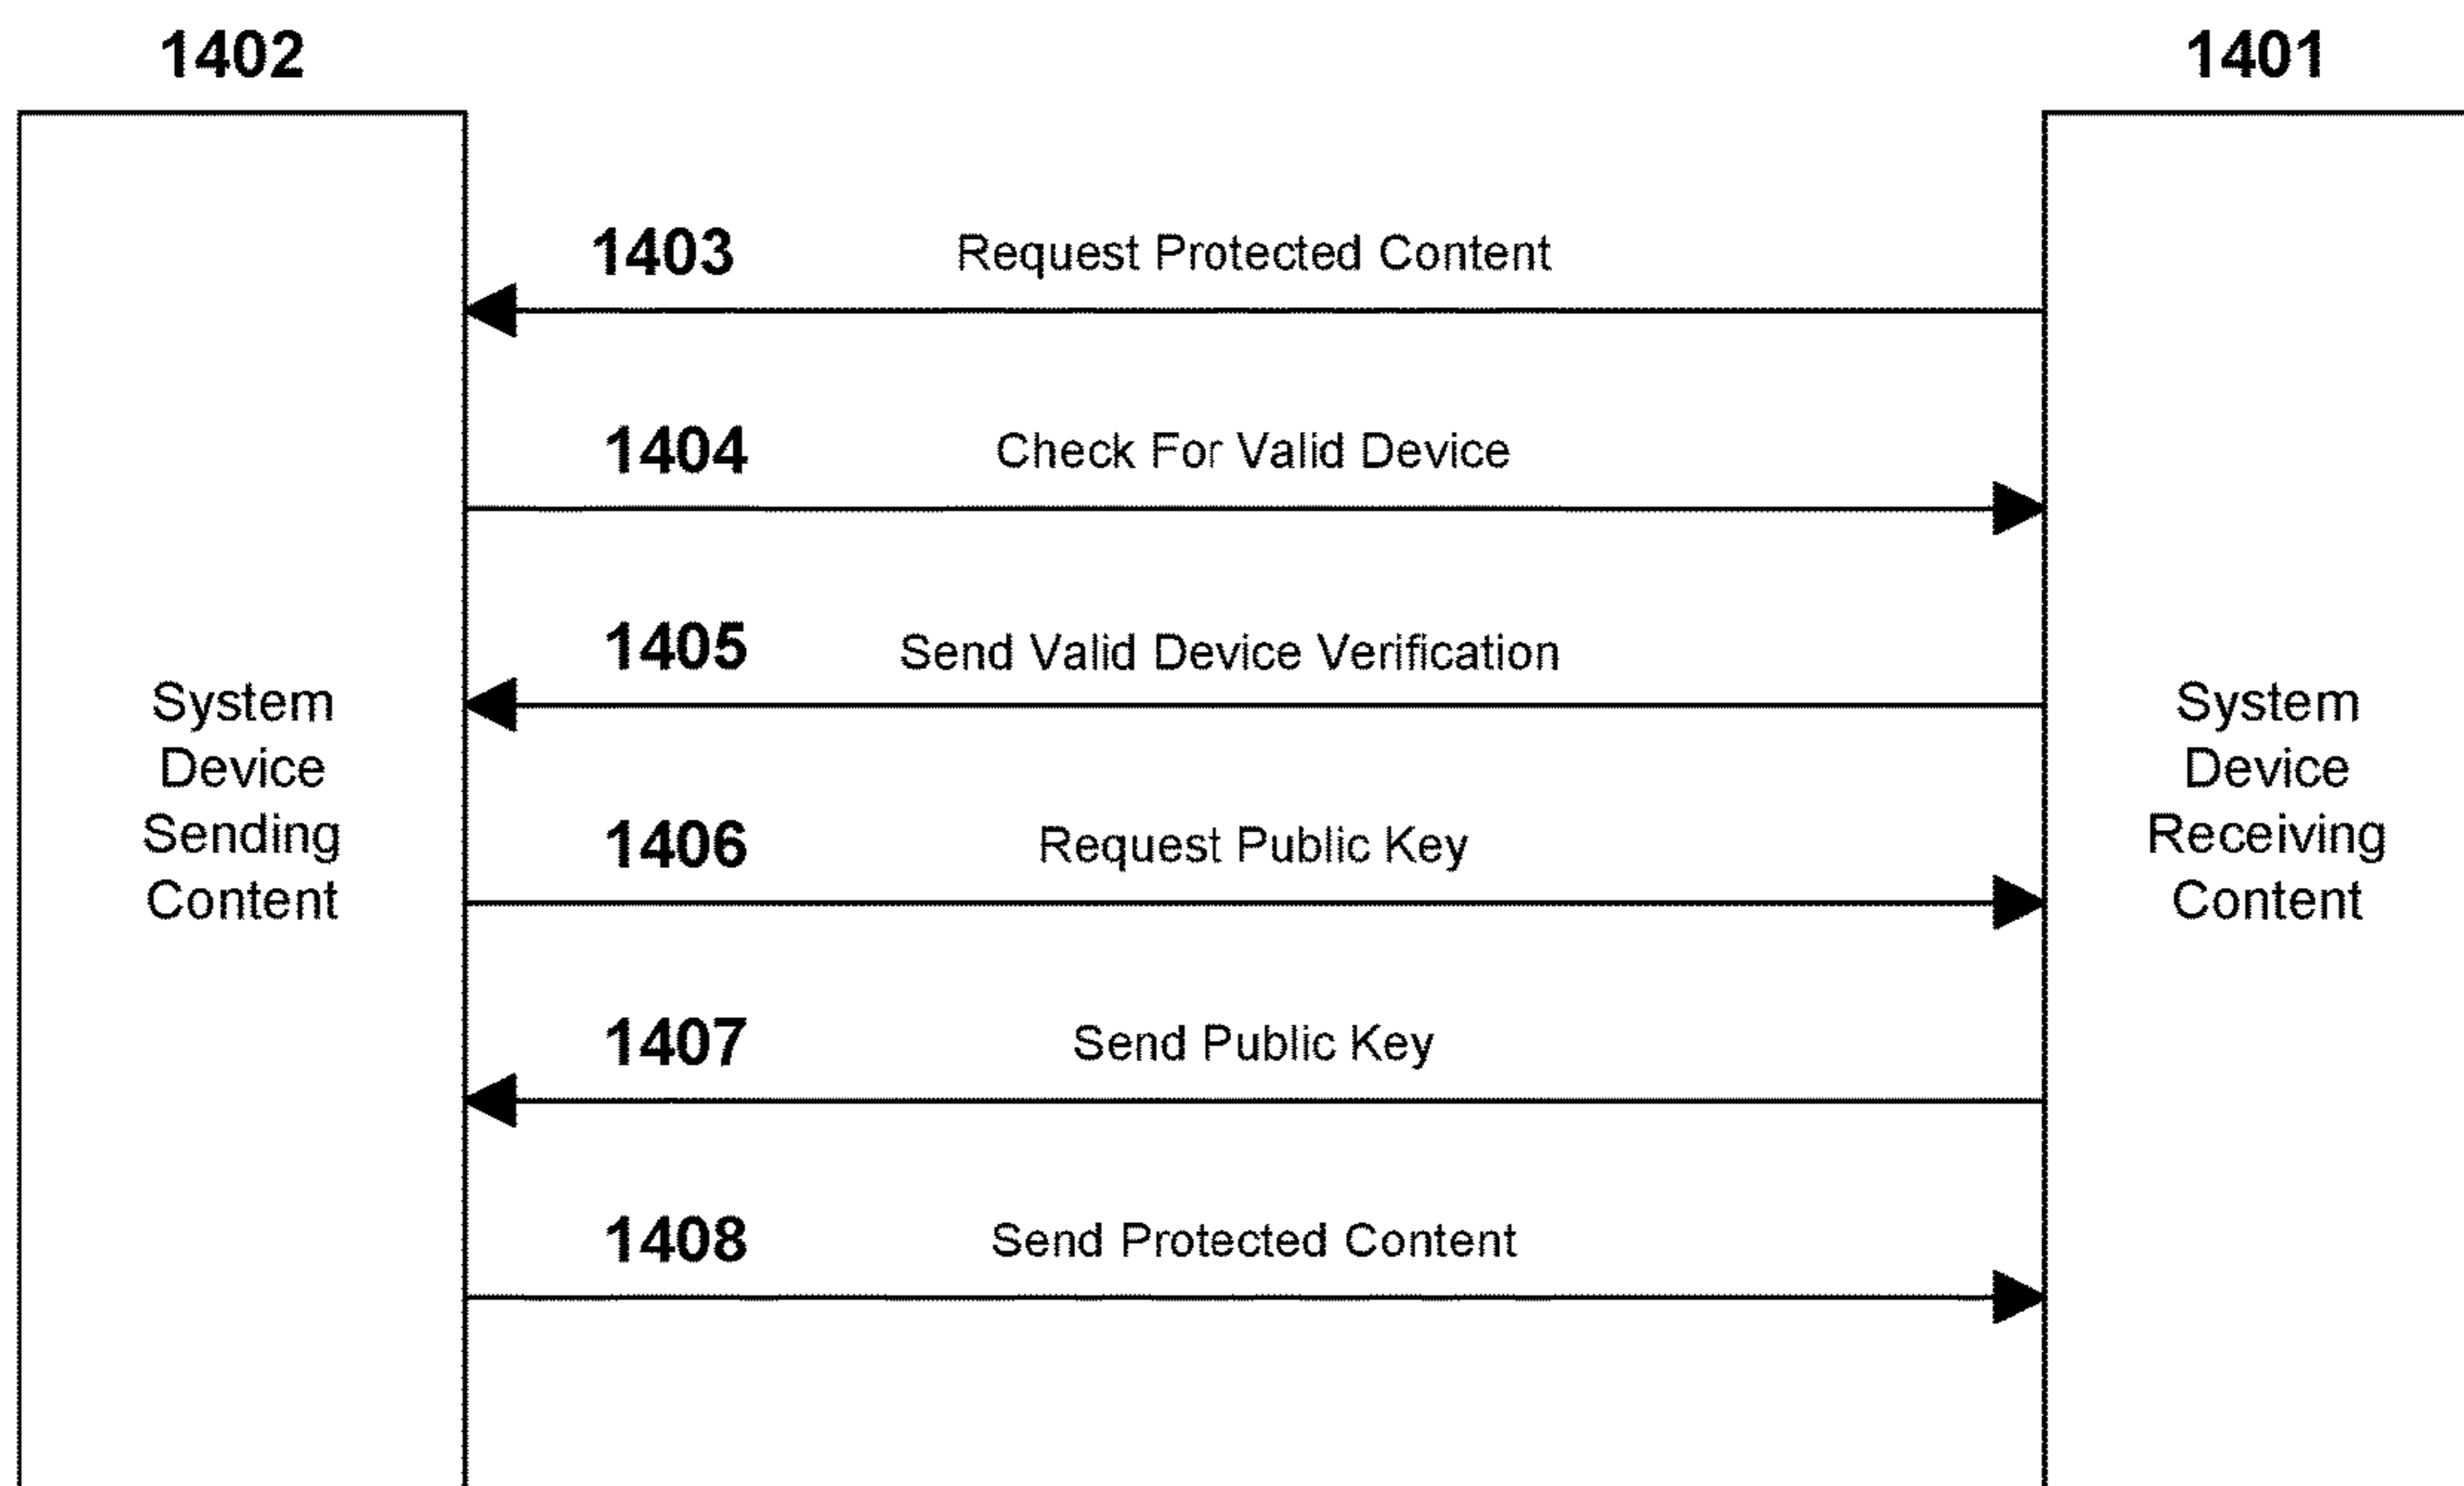 1402
1401
1403 Request Protected Content
1404 Check For Valid Device
1405 Send Valid Device Verification
System
Device
Sending
Content
System
Device
Receiving
Content
1406 Request Public Key
1407 Send Public Key
1408 Send Protected Content